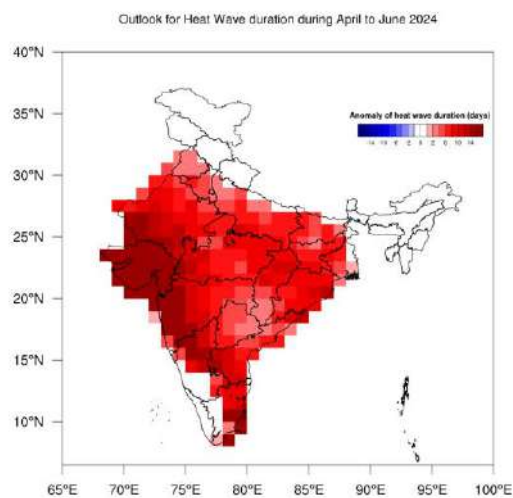 Outlook for Heat Wave duration during April to June 2024
40°N
35°N
30°N
25°N
20°N
15°N
10°N
Anomaly of heat wave duration (days)
65°E 70°E 75°E 80°E 85°E 90°E 95°E 100°E